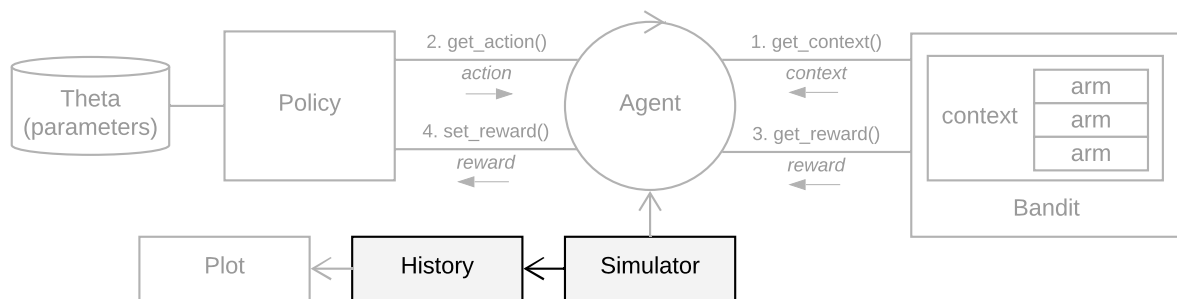 2. get_action()
1. get_context()
action
context
Theta
(parameters)
Policy
Agent
context
arm
arm
arm
4. set_reward()
3. get_reward()
reward
reward
Bandit
Plot
History
Simulator